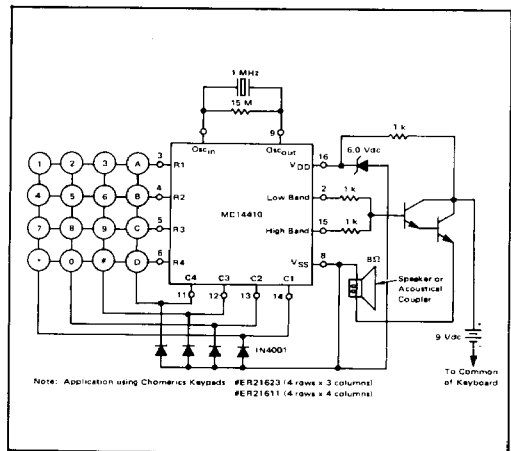 1 MHz
15 M
1 k
9
Osc in
Osc out
6.0 Vdc
VDD 16
1 2 3 A 3 R1
4 5 6 B 4 R2
7 8 9 C 5 R3
* 0 # D 6 R4
MC14410
Low Band 2 1 k
High Band 15 1 k
VSS 8
8Ω
Speaker or
Acoustical
Coupler
C4 C3 C2 C1
11 12 13 14
1N4001
9 Vdc
+
To Common
of Keyboard
Note: Application using Chomerics Keypads #ER21623 (4 rows x 3 columns)
#ER21611 (4 rows x 4 columns)